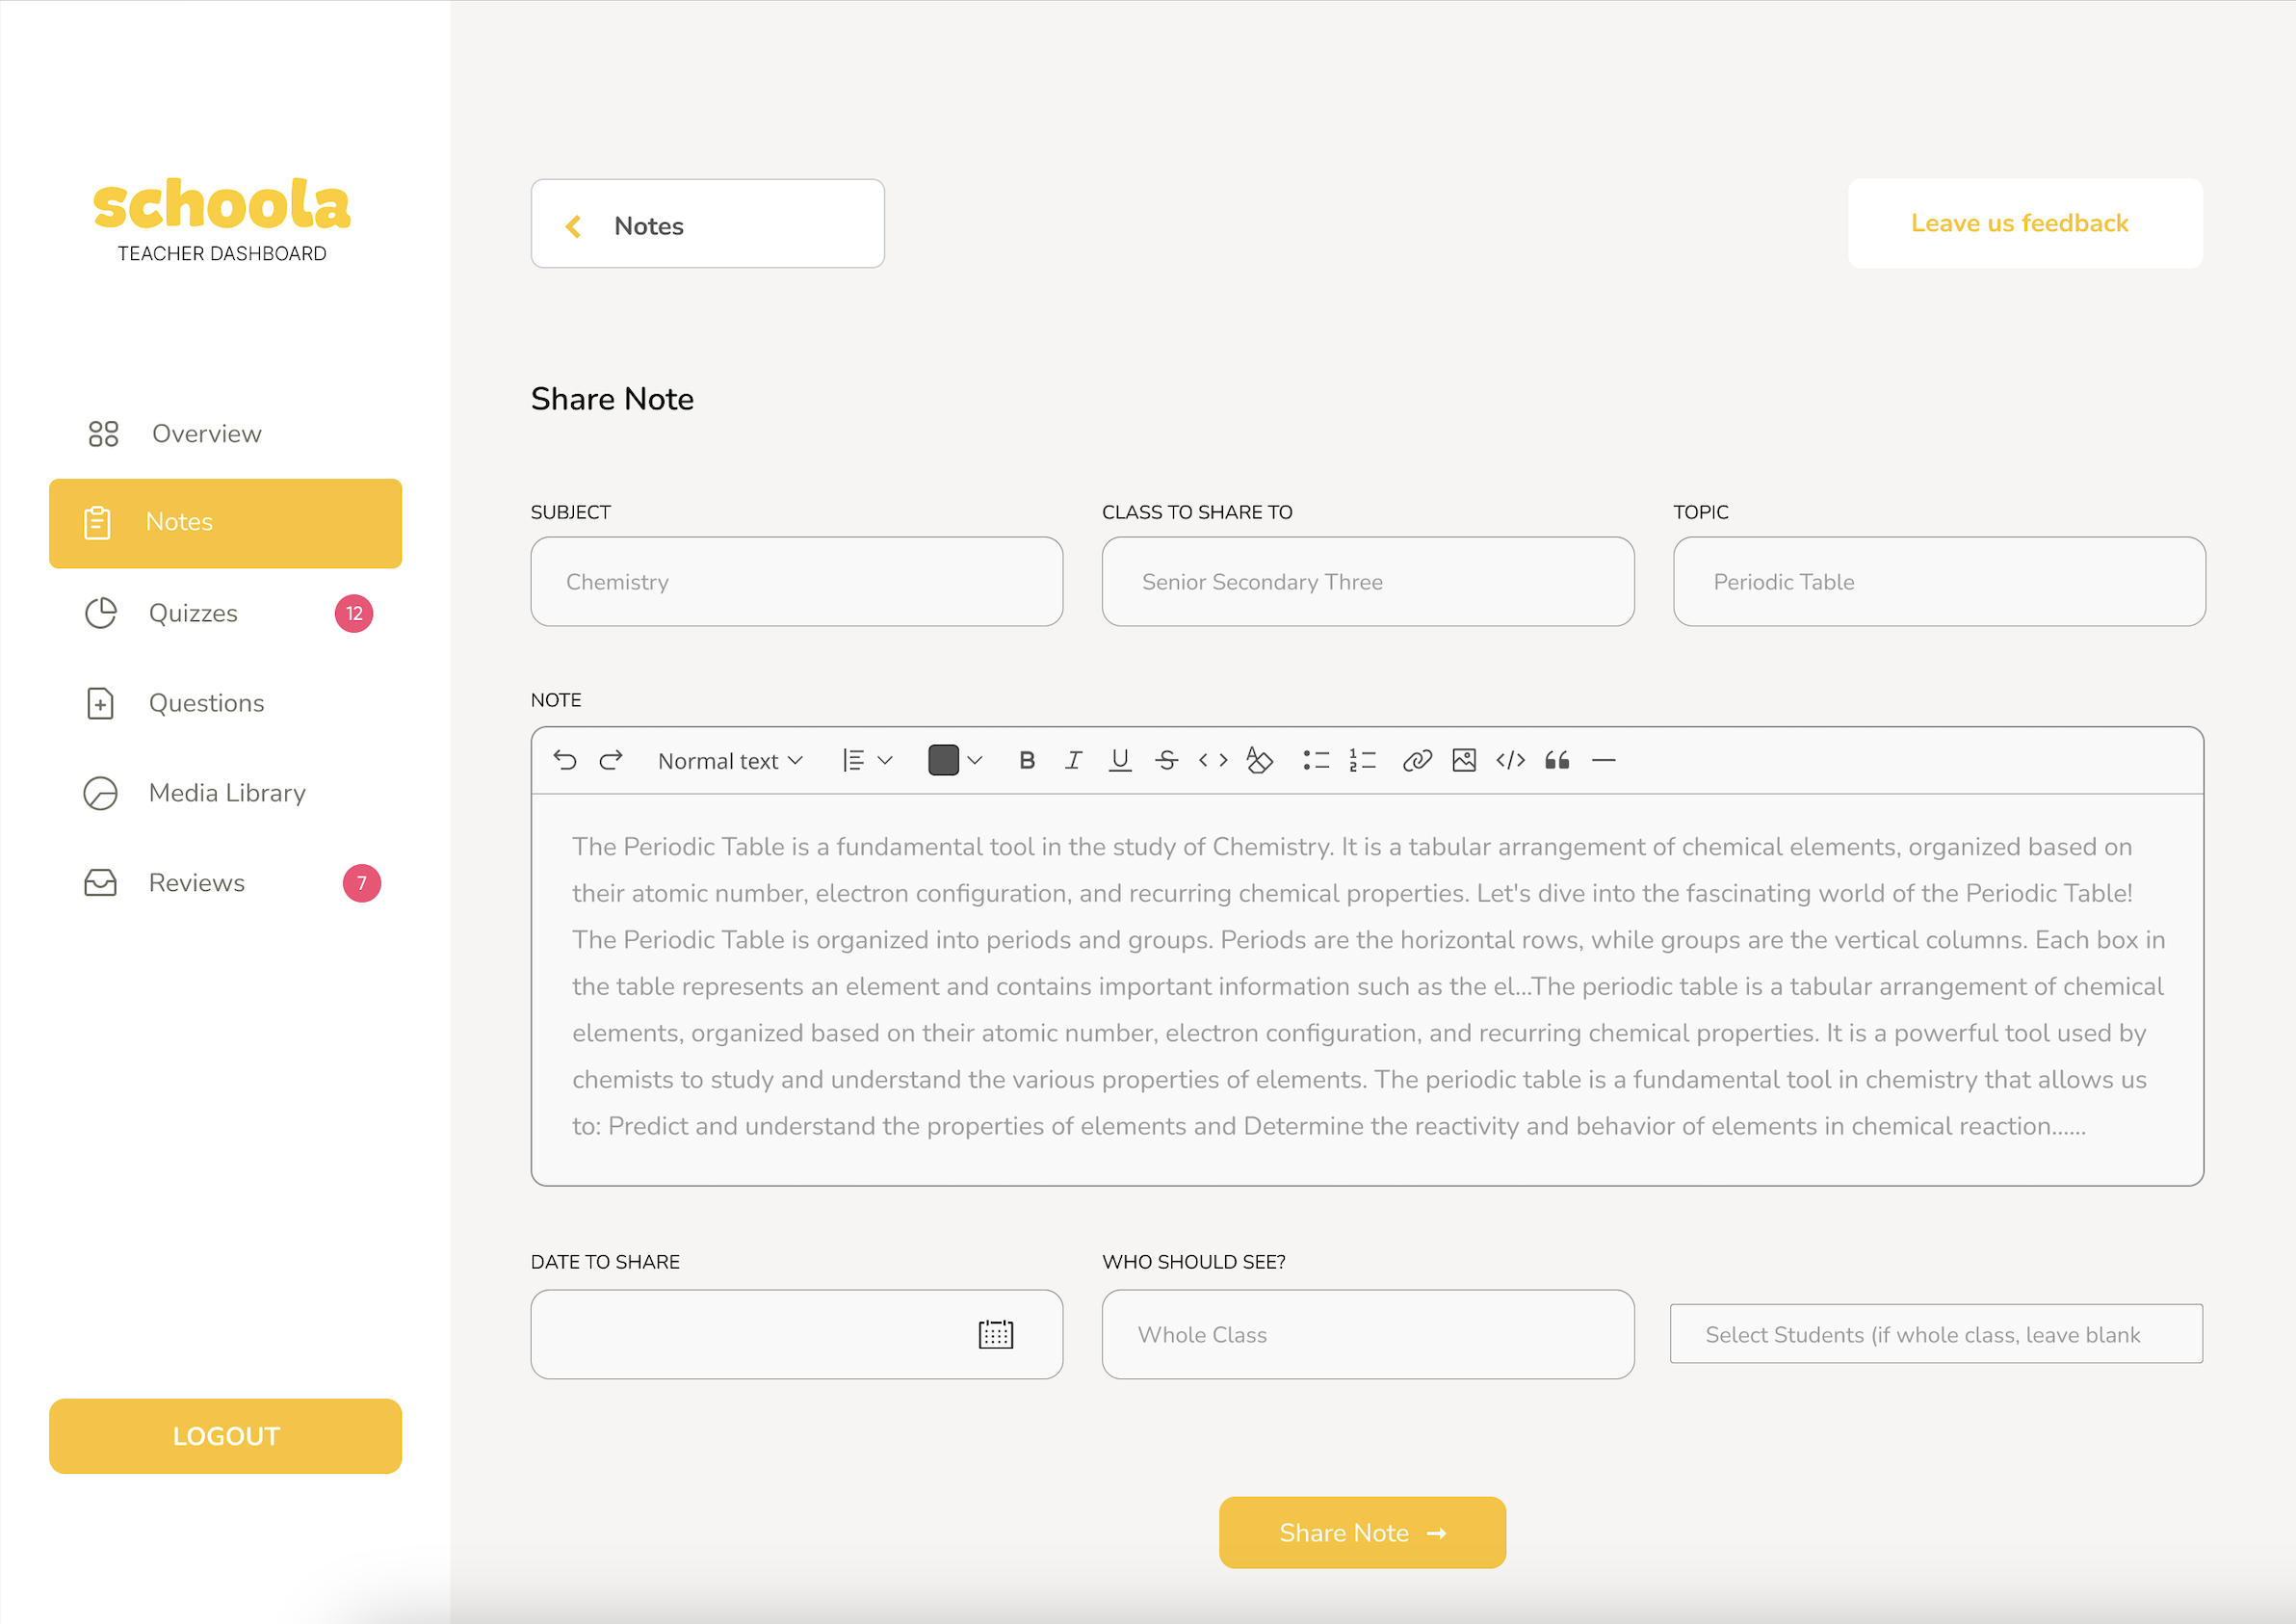 schoola
TEACHER DASHBOARD
Overview
Notes
Quizzes 12
Questions
Media Library
Reviews 7
LOGOUT
Notes
Leave us feedback
Share Note
SUBJECT
Chemistry
CLASS TO SHARE TO
Senior Secondary Three
TOPIC
Periodic Table
NOTE
Normal text
The Periodic Table is a fundamental tool in the study of Chemistry. It is a tabular arrangement of chemical elements, organized based on
their atomic number, electron configuration, and recurring chemical properties. Let's dive into the fascinating world of the Periodic Table!
The Periodic Table is organized into periods and groups. Periods are the horizontal rows, while groups are the vertical columns. Each box in
the table represents an element and contains important information such as the el...The periodic table is a tabular arrangement of chemical
elements, organized based on their atomic number, electron configuration, and recurring chemical properties. It is a powerful tool used by
chemists to study and understand the various properties of elements. The periodic table is a fundamental tool in chemistry that allows us
to: Predict and understand the properties of elements and Determine the reactivity and behavior of elements in chemical reaction......
DATE TO SHARE
WHO SHOULD SEE?
Whole Class
Select Students (if whole class, leave blank
Share Note →